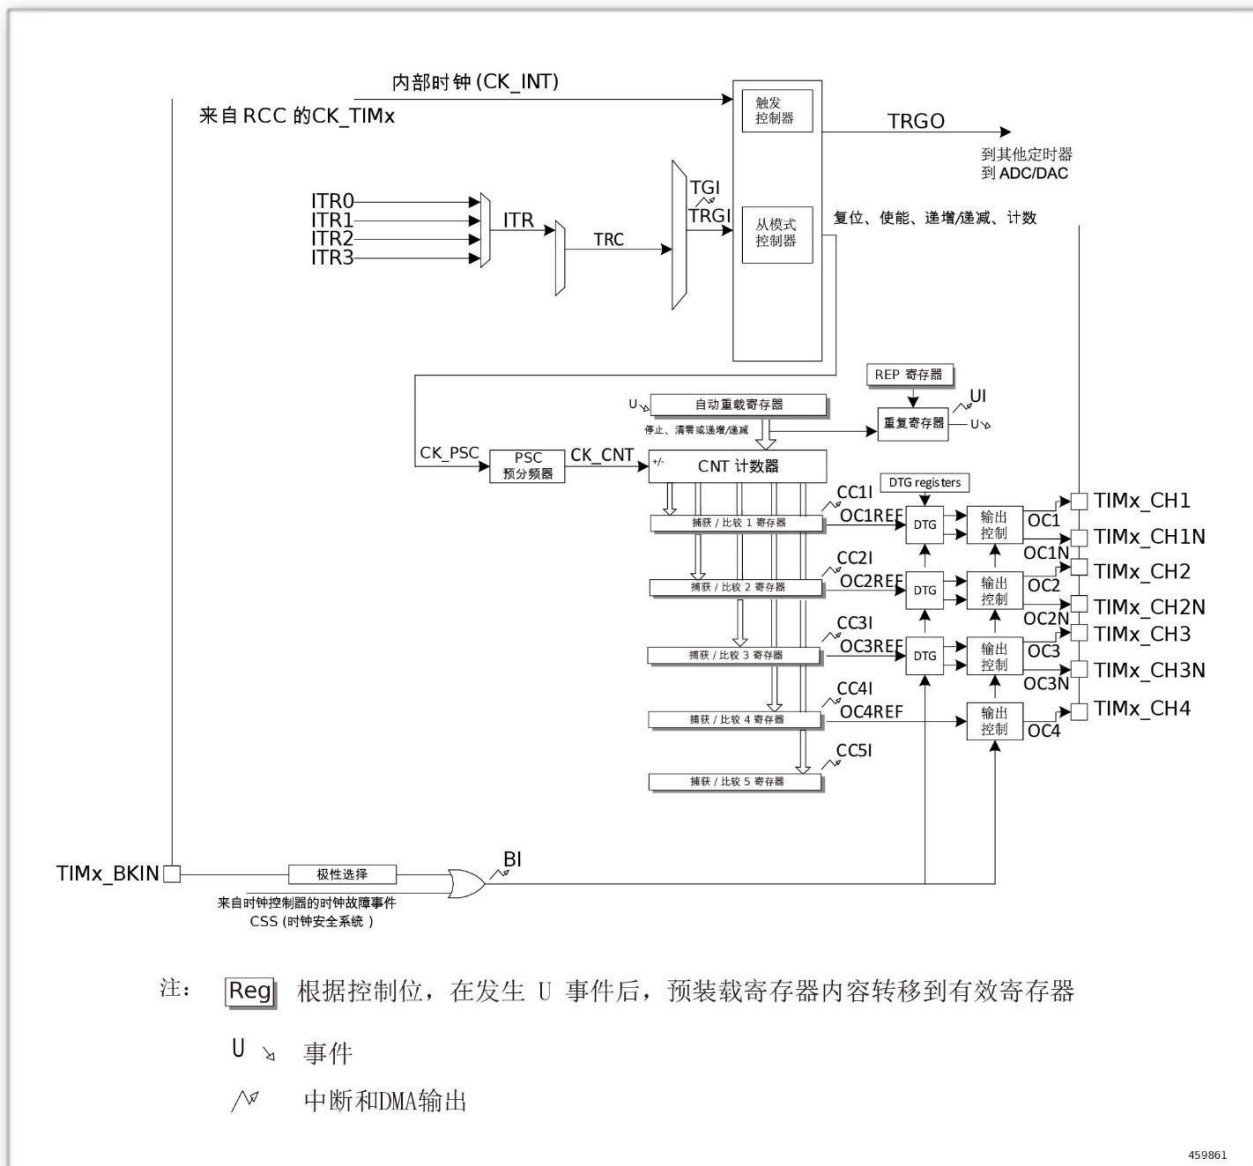 内部时钟 (CK_INT)
来自 RCC 的CK_TIMx
触发
控制器
TRGO
到其他定时器
到 ADC/DAC
ITR0
ITR1
ITR2
ITR3
ITR
TRC
TGI
TRGI
从模式
控制器
复位、使能、递增/递减、计数
REP 寄存器
UI
U
自动重载寄存器
重复寄存器
U
停止、清零或递增/递减
CK_PSC
PSC
预分频器
CK_CNT
+/-
CNT 计数器
DTG registers
CC1I
捕获 / 比较 1 寄存器
OC1REF
DTG
输出
控制
OC1
TIMx_CH1
OC1N
TIMx_CH1N
CC2I
捕获 / 比较 2 寄存器
OC2REF
DTG
输出
控制
OC2
TIMx_CH2
OC2N
TIMx_CH2N
CC3I
捕获 / 比较 3 寄存器
OC3REF
DTG
输出
控制
OC3
TIMx_CH3
OC3N
TIMx_CH3N
CC4I
捕获 / 比较 4 寄存器
OC4REF
输出
控制
OC4
TIMx_CH4
CC5I
捕获 / 比较 5 寄存器
TIMx_BKIN
极性选择
BI
来自时钟控制器的时钟故障事件
CSS (时钟安全系统 )
注： Reg 根据控制位，在发生 U 事件后，预装载寄存器内容转移到有效寄存器
U 事件
中断和DMA输出
459861